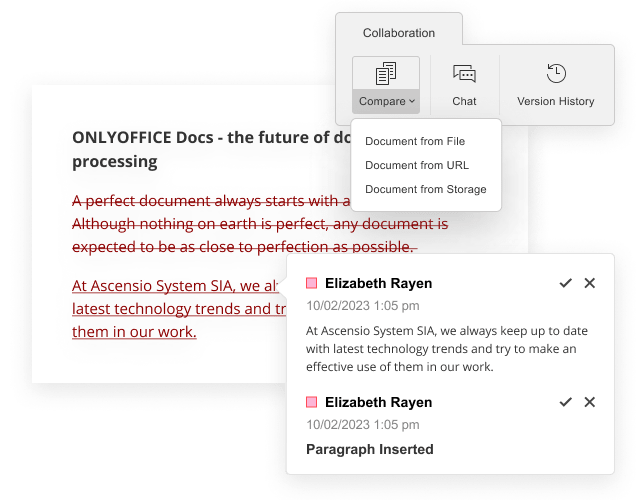 Collaboration
Compare
Chat
Version History
Document from File
Document from URL
Document from Storage
ONLYOFFICE Docs - the future of do
processing
A perfect document always starts with a
Although nothing on earth is perfect, any document is
expected to be as close to perfection as possible.
At Ascensio System SIA, we al
latest technology trends and tr
them in our work.
Elizabeth Rayen
10/02/2023 1:05 pm
At Ascensio System SIA, we always keep up to date
with latest technology trends and try to make an
effective use of them in our work.
Elizabeth Rayen
10/02/2023 1:05 pm
Paragraph Inserted